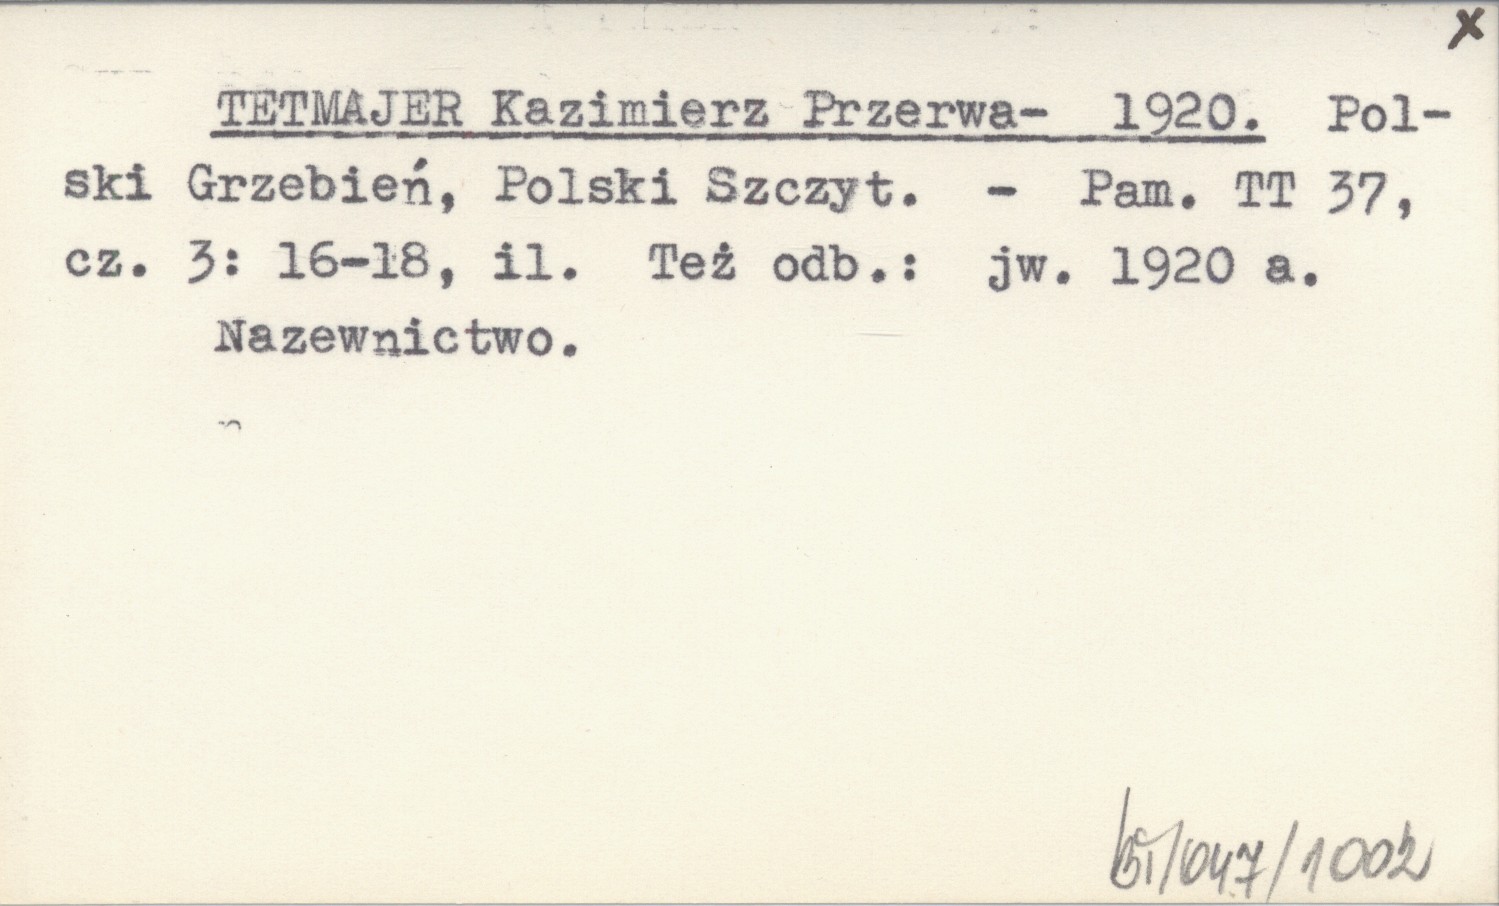 x
TETMAJER Kazimierz Przerwa- 1920. Pol-
ski Grzebień, Polski Szczyt. - Pam. TT 37,
cz. 3: 16-18, il. Też odb.: jw. 1920 a.
Nazewnictwo.
/047/1002